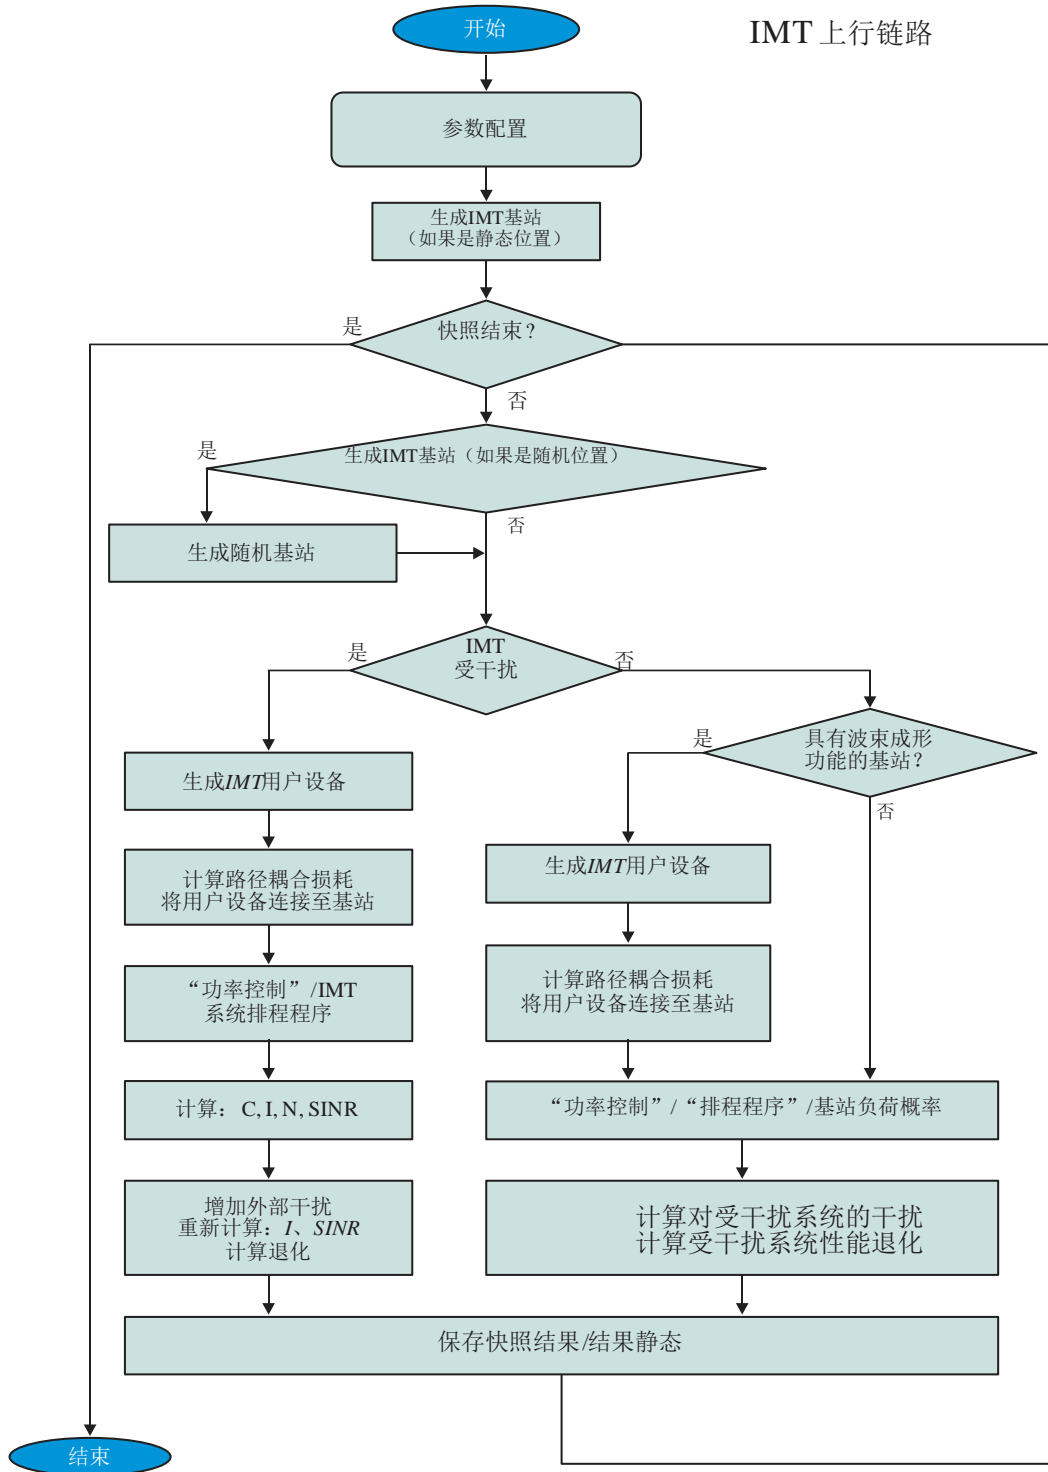 开始
IMT 上行链路
参数配置
生成IMT基站
（如果是静态位置）
是
快照结束？
否
是
生成IMT基站（如果是随机位置）
否
生成随机基站
是
IMT
受干扰
否
是
具有波束成形
功能的基站？
否
生成IMT用户设备
生成IMT用户设备
计算路径耦合损耗
将用户设备连接至基站
计算路径耦合损耗
将用户设备连接至基站
“功率控制”/IMT
系统排程程序
计算：C, I, N, SINR
“功率控制”/“排程程序”/基站负荷概率
增加外部干扰
重新计算：I、SINR
计算退化
计算对受干扰系统的干扰
计算受干扰系统性能退化
保存快照结果/结果静态
结束